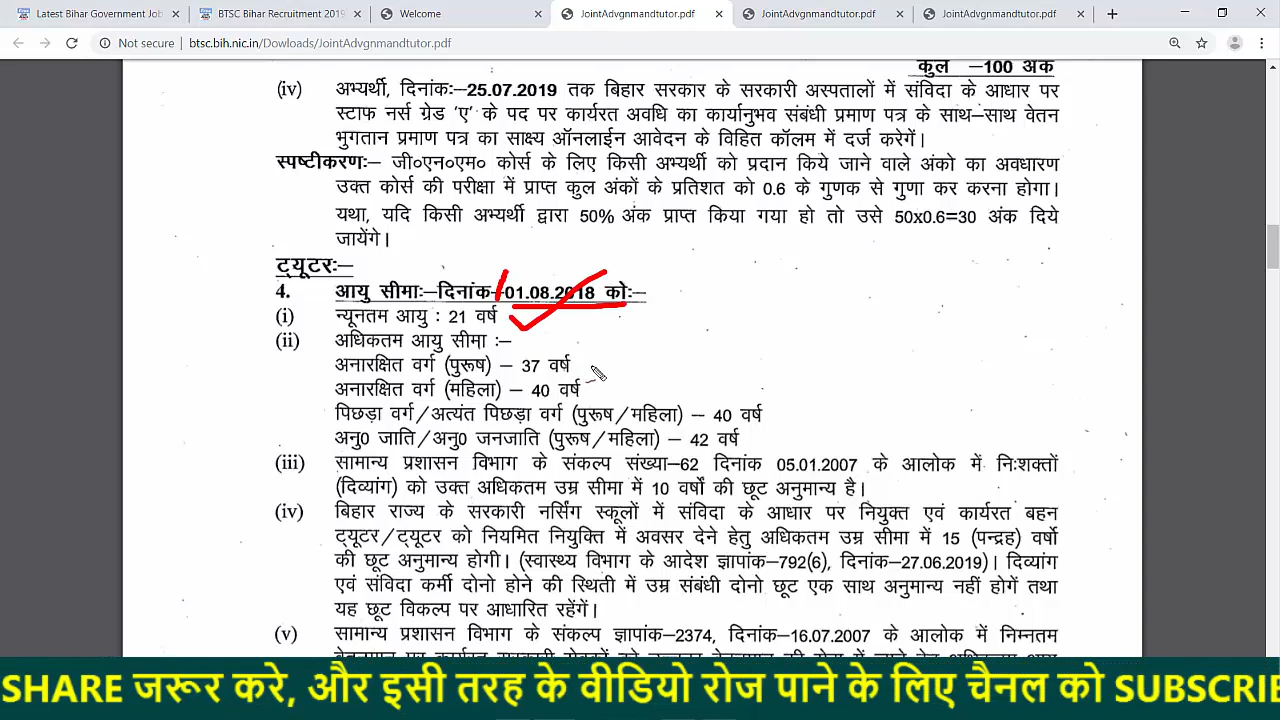 Latest Bihar Government Job
BTSC Bihar Recruitment 2019
Welcome
JointAdvgnmandtutor.pdf
JointAdvgnmandtutor.pdf
JointAdvgnmandtutor.pdf
Not secure
btsc.bih.nic.in/Dowloads/JointAdvgnmandtutor.pdf
कुल –100 अंक
(iv) अभ्यर्थी, दिनांकः–25.07.2019 तक बिहार सरकार के सरकारी अस्पतालों में संविदा के आधार पर
स्टाफ नर्स ग्रेड 'ए' के पद पर कार्यरत अवधि का कार्यानुभव संबंधी प्रमाण पत्र के साथ–साथ वेतन
भुगतान प्रमाण पत्र का साक्ष्य ऑनलाईन आवेदन के विहित कॉलम में दर्ज करेगें।
स्पष्टीकरणः– जी०एन०एम० कोर्स के लिए किसी अभ्यर्थी को प्रदान किये जाने वाले अंको का अवधारण
उक्त कोर्स की परीक्षा में प्राप्त कुल अंकों के प्रतिशत को 0.6 के गुणक से गुणा कर करना होगा।
यथा, यदि किसी अभ्यर्थी द्वारा 50% अंक प्राप्त किया गया हो तो उसे 50x0.6=30 अंक दिये
जायेंगे।
ट्यूटरः–
4. आयु सीमाः–दिनांक–01.08.2018 कोः–
(i) न्यूनतम आयु : 21 वर्ष
(ii) अधिकतम आयु सीमा :–
अनारक्षित वर्ग (पुरूष) – 37 वर्ष
अनारक्षित वर्ग (महिला) – 40 वर्ष
पिछड़ा वर्ग/अत्यंत पिछड़ा वर्ग (पुरूष/महिला) – 40 वर्ष
अनु0 जाति/अनु0 जनजाति (पुरूष/महिला) – 42 वर्ष
(iii) सामान्य प्रशासन विभाग के संकल्प संख्या–62 दिनांक 05.01.2007 के आलोक में निःशक्तों
(दिव्यांग) को उक्त अधिकतम उम्र सीमा में 10 वर्षों की छूट अनुमान्य है।
(iv) बिहार राज्य के सरकारी नर्सिंग स्कूलों में संविदा के आधार पर नियुक्त एवं कार्यरत बहन
ट्यूटर/ट्यूटर को नियमित नियुक्ति में अवसर देने हेतु अधिकतम उम्र सीमा में 15 (पन्द्रह) वर्षो
की छूट अनुमान्य होगी। (स्वास्थ्य विभाग के आदेश ज्ञापांक–792(6), दिनांक–27.06.2019)। दिव्यांग
एवं संविदा कर्मी दोनो होने की स्थिती में उम्र संबंधी दोनो छूट एक साथ अनुमान्य नहीं होगें तथा
यह छूट विकल्प पर आधारित रहेंगें।
(v) सामान्य प्रशासन विभाग के संकल्प ज्ञापांक–2374, दिनांक–16.07.2007 के आलोक में निम्नतम
SHARE जरूर करे, और इसी तरह के वीडियो रोज पाने के लिए चैनल को SUBSCRIBE